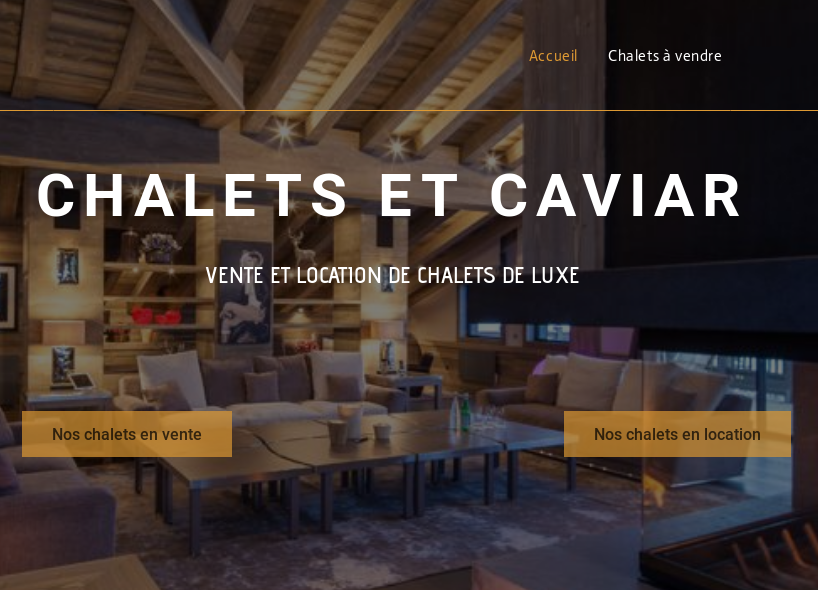 Accueil Chalets à vendre
CHALETS ET CAVIAR
VENTE ET LOCATION DE CHALETS DE LUXE
Nos chalets en vente Nos chalets en location